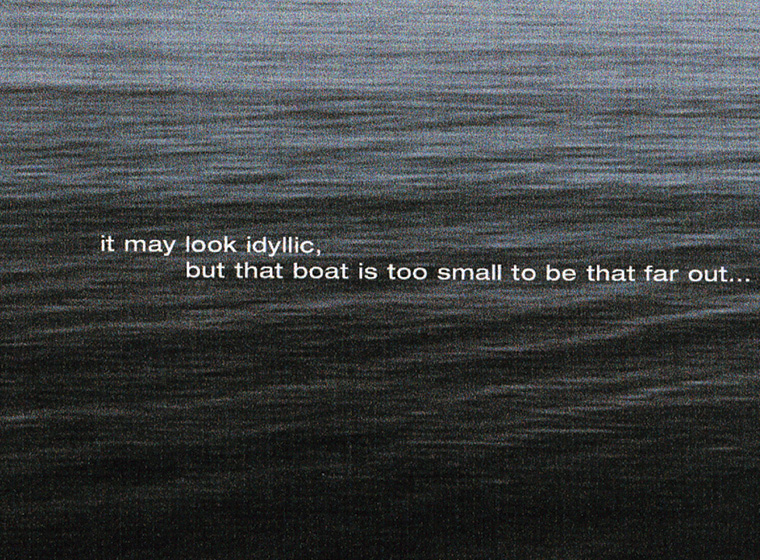 it may look idyllic,
but that boat is too small to be that far out...